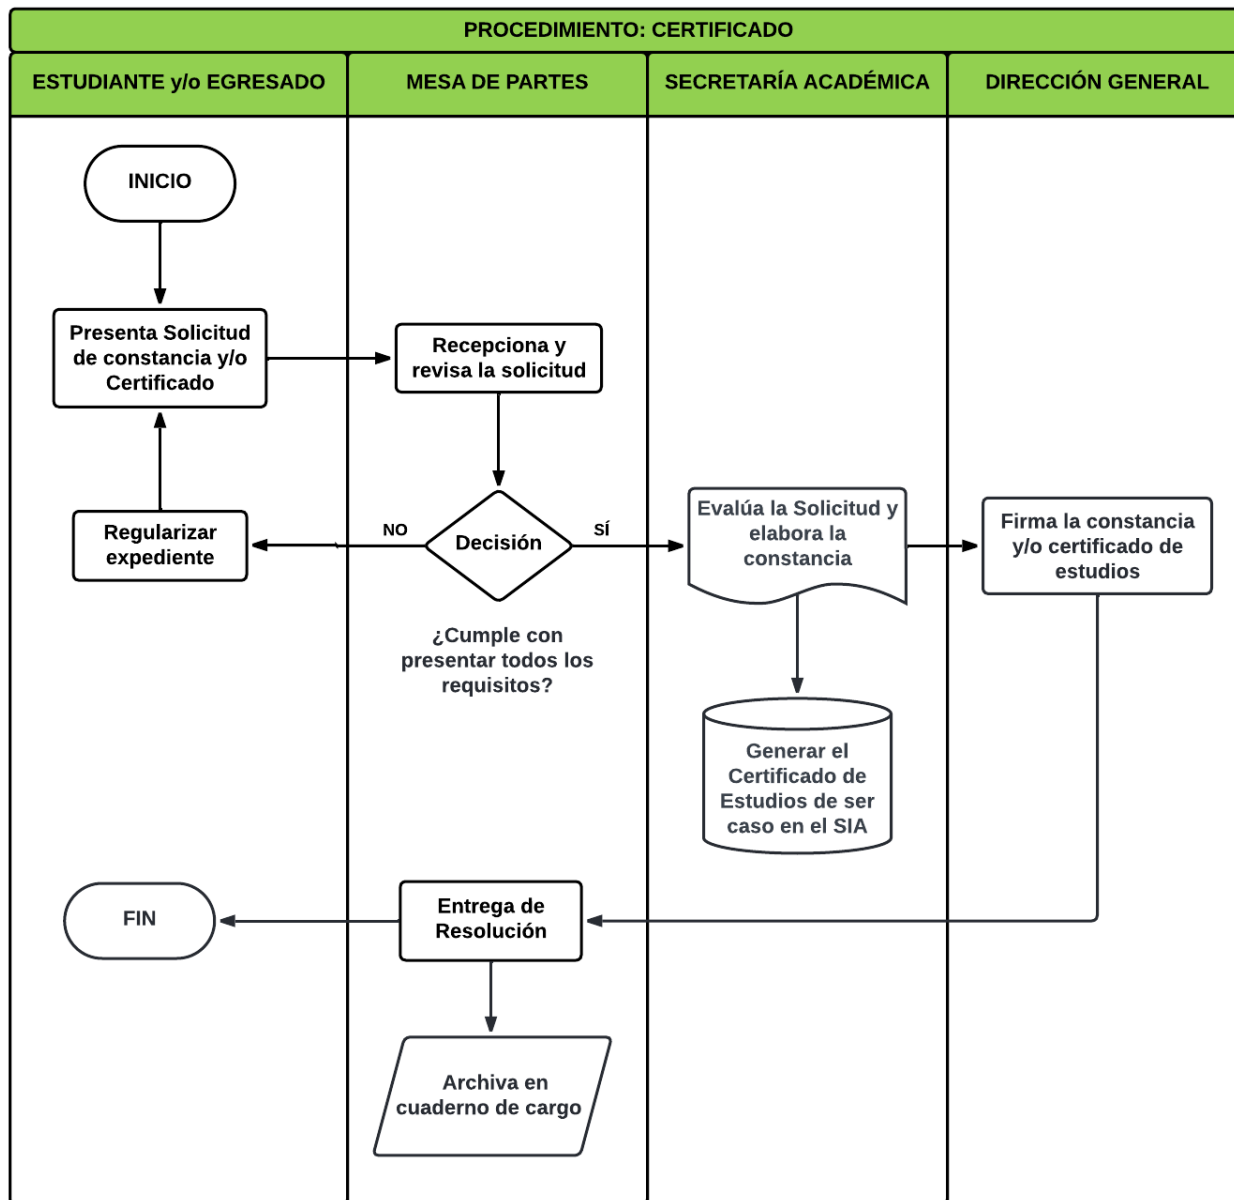 PROCEDIMIENTO: CERTIFICADO
ESTUDIANTE y/o EGRESADO
MESA DE PARTES
SECRETARÍA ACADÉMICA
DIRECCIÓN GENERAL
INICIO
Presenta Solicitud
de constancia y/o
Certificado
Recepciona y
revisa la solicitud
Regularizar
expediente
NO
Decisión
SÍ
¿Cumple con
presentar todos los
requisitos?
Evalúa la Solicitud y
elabora la
constancia
Firma la constancia
y/o certificado de
estudios
Generar el
Certificado de
Estudios de ser
caso en el SIA
FIN
Entrega de
Resolución
Archiva en
cuaderno de cargo